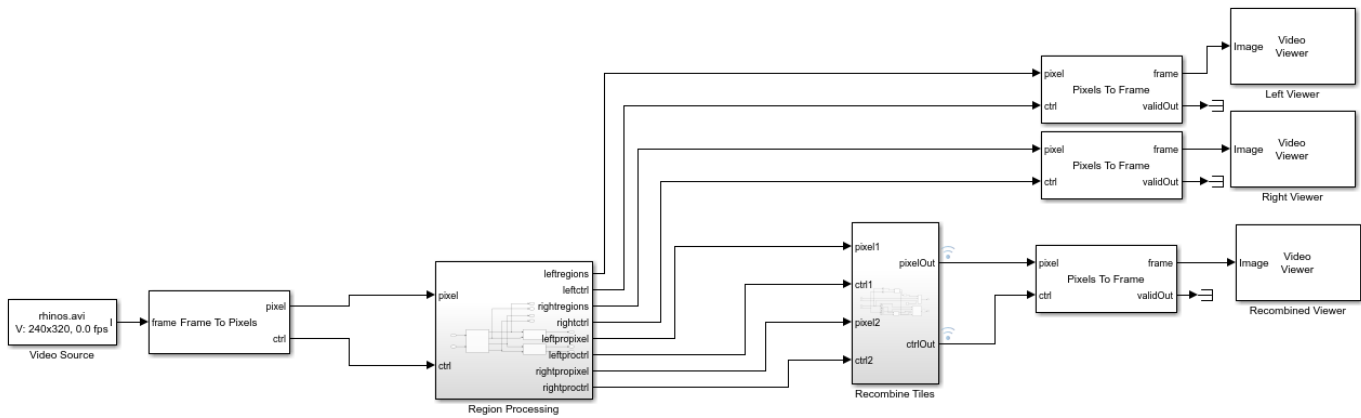 rhinos.avi
V: 240x320, 0.0 fps
I
Video Source
frame
Frame To Pixels
pixel
ctrl
pixel
ctrl
leftregions
leftctrl
rightregions
rightctrl
leftpropixel
leftproctrl
rightpropixel
rightproctrl
Region Processing
pixel1
ctrl1
pixel2
ctrl2
pixelOut
ctrlOut
Recombine Tiles
pixel
ctrl
Pixels To Frame
frame
validOut
Image
Video
Viewer
Left Viewer
pixel
ctrl
Pixels To Frame
frame
validOut
Image
Video
Viewer
Right Viewer
pixel
ctrl
Pixels To Frame
frame
validOut
Image
Video
Viewer
Recombined Viewer